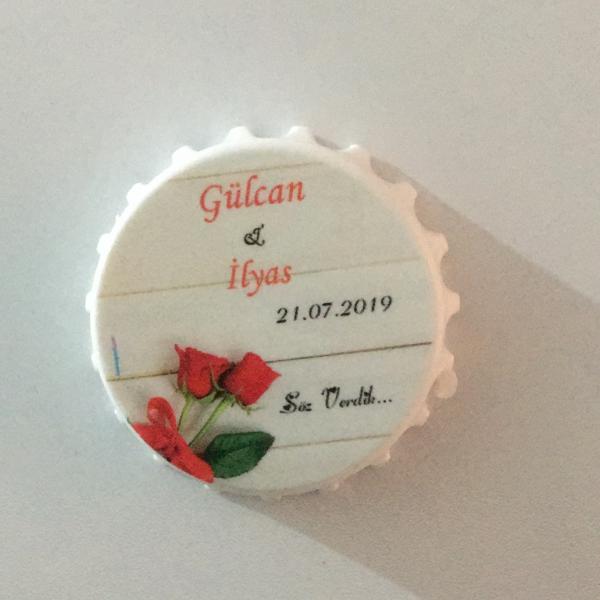 Gülcan
&
İlyas
21.07.2019
Söz Verdik...